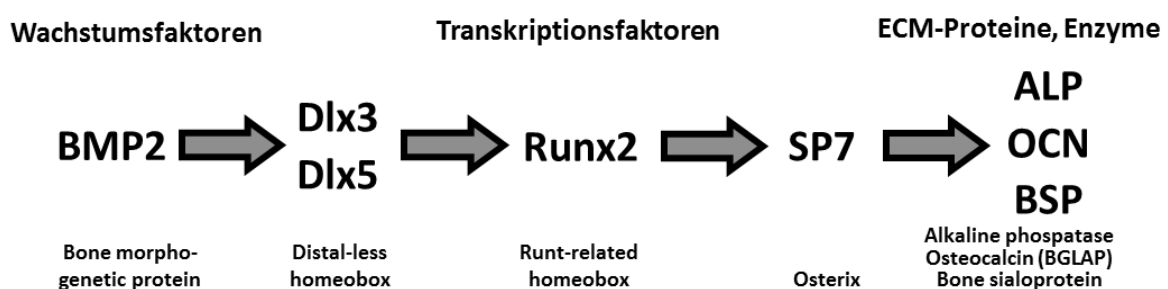 Wachstumsfaktoren
Transkriptionsfaktoren
ECM-Proteine, Enzyme
BMP2
Dlx3
Dlx5
Runx2
SP7
ALP
OCN
BSP
Bone morpho-
genetic protein
Distal-less
homeobox
Runt-related
homeobox
Osterix
Alkaline phospatase
Osteocalcin (BGLAP)
Bone sialoprotein